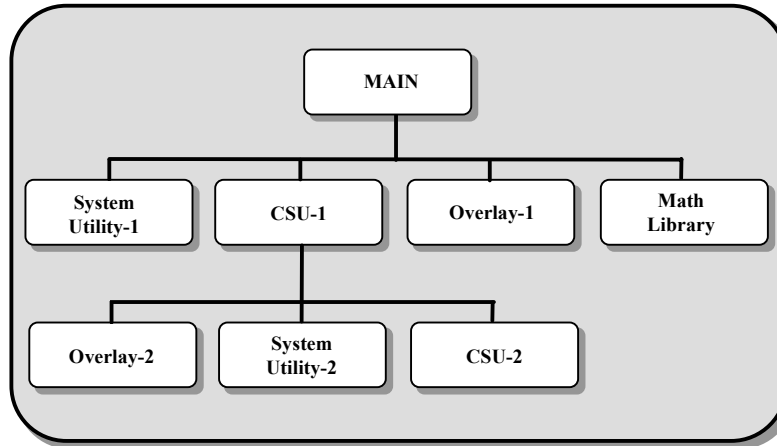 MAIN
System
Utility-1
CSU-1
Overlay-1
Math
Library
Overlay-2
System
Utility-2
CSU-2